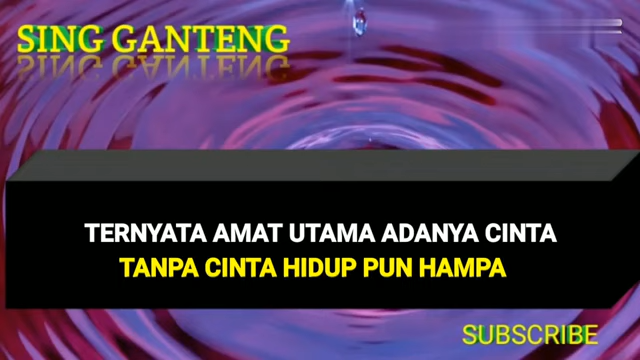 SING GANTENG
TERNYATA AMAT UTAMA ADANYA CINTA
TANPA CINTA HIDUP PUN HAMPA
SUBSCRIBE